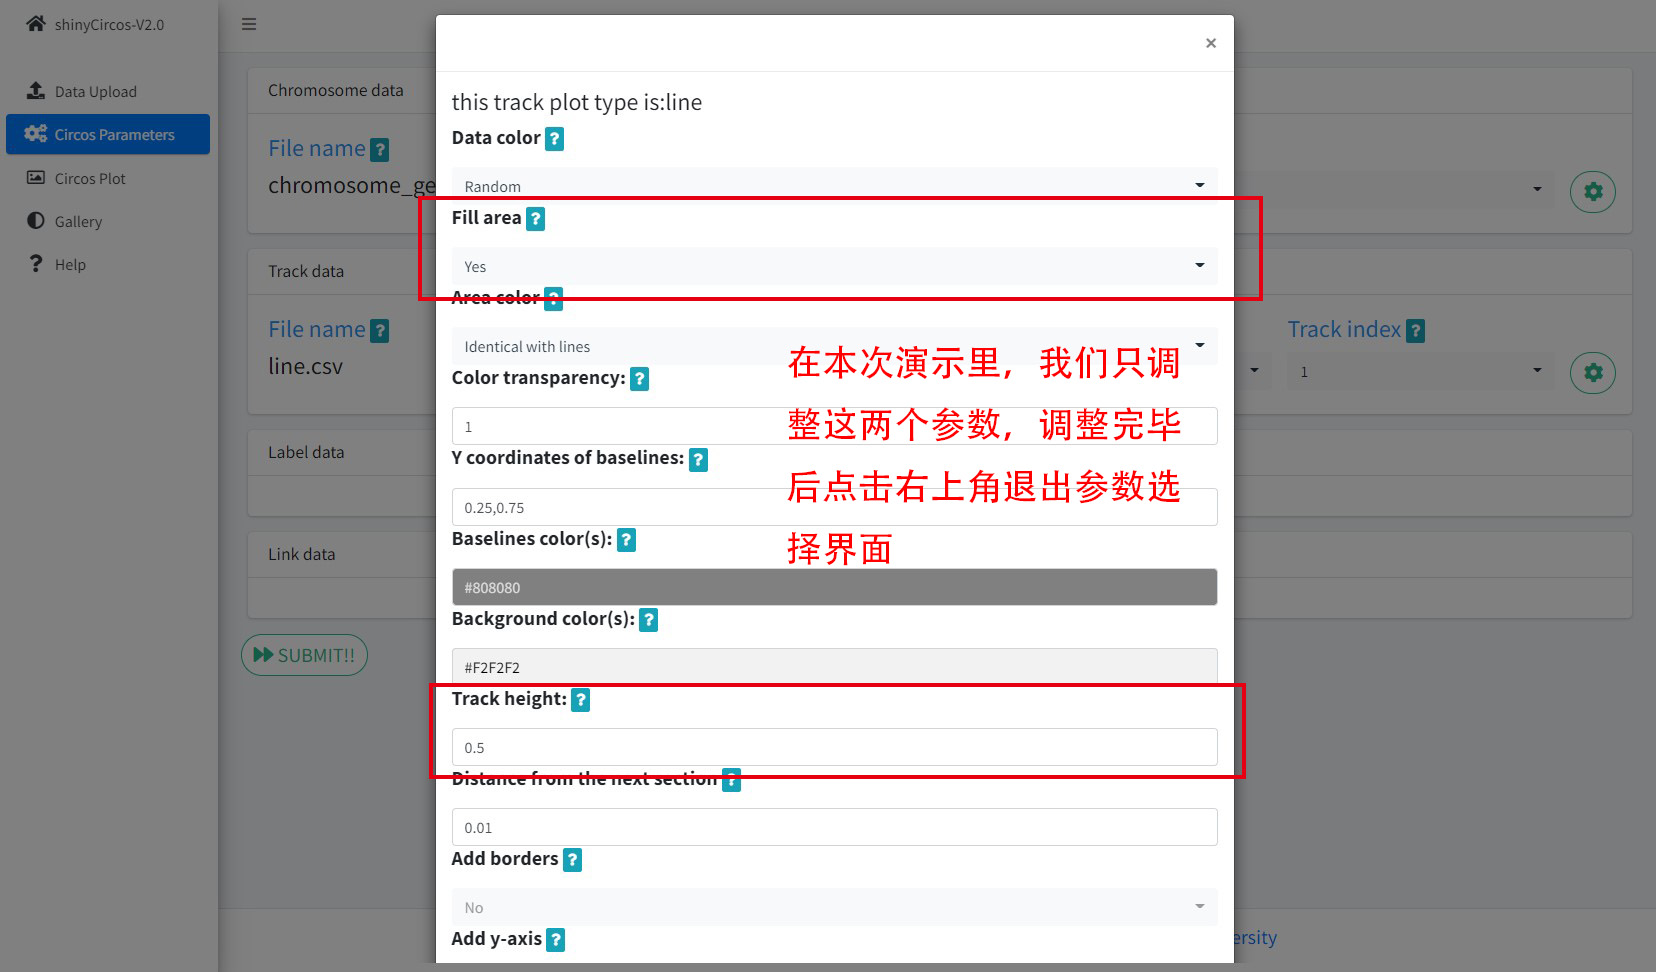 shinyCircos-V2.0
Data Upload
Circos Parameters
Circos Plot
Gallery
Help
Chromosome data
File name ?
chromosome_ge
Track data
File name ?
line.csv
Track index ?
1
Label data
Link data
SUBMIT!!
ersity
×
this track plot type is:line
Data color ?
Random
Fill area ?
Yes
Area color ?
Identical with lines
Color transparency: ?
1
Y coordinates of baselines: ?
0.25,0.75
Baselines color(s): ?
#808080
Background color(s): ?
#F2F2F2
Track height: ?
0.5
Distance from the next section ?
0.01
Add borders ?
No
Add y-axis ?
在本次演示里，我们只调
整这两个参数，调整完毕
后点击右上角退出参数选
择界面